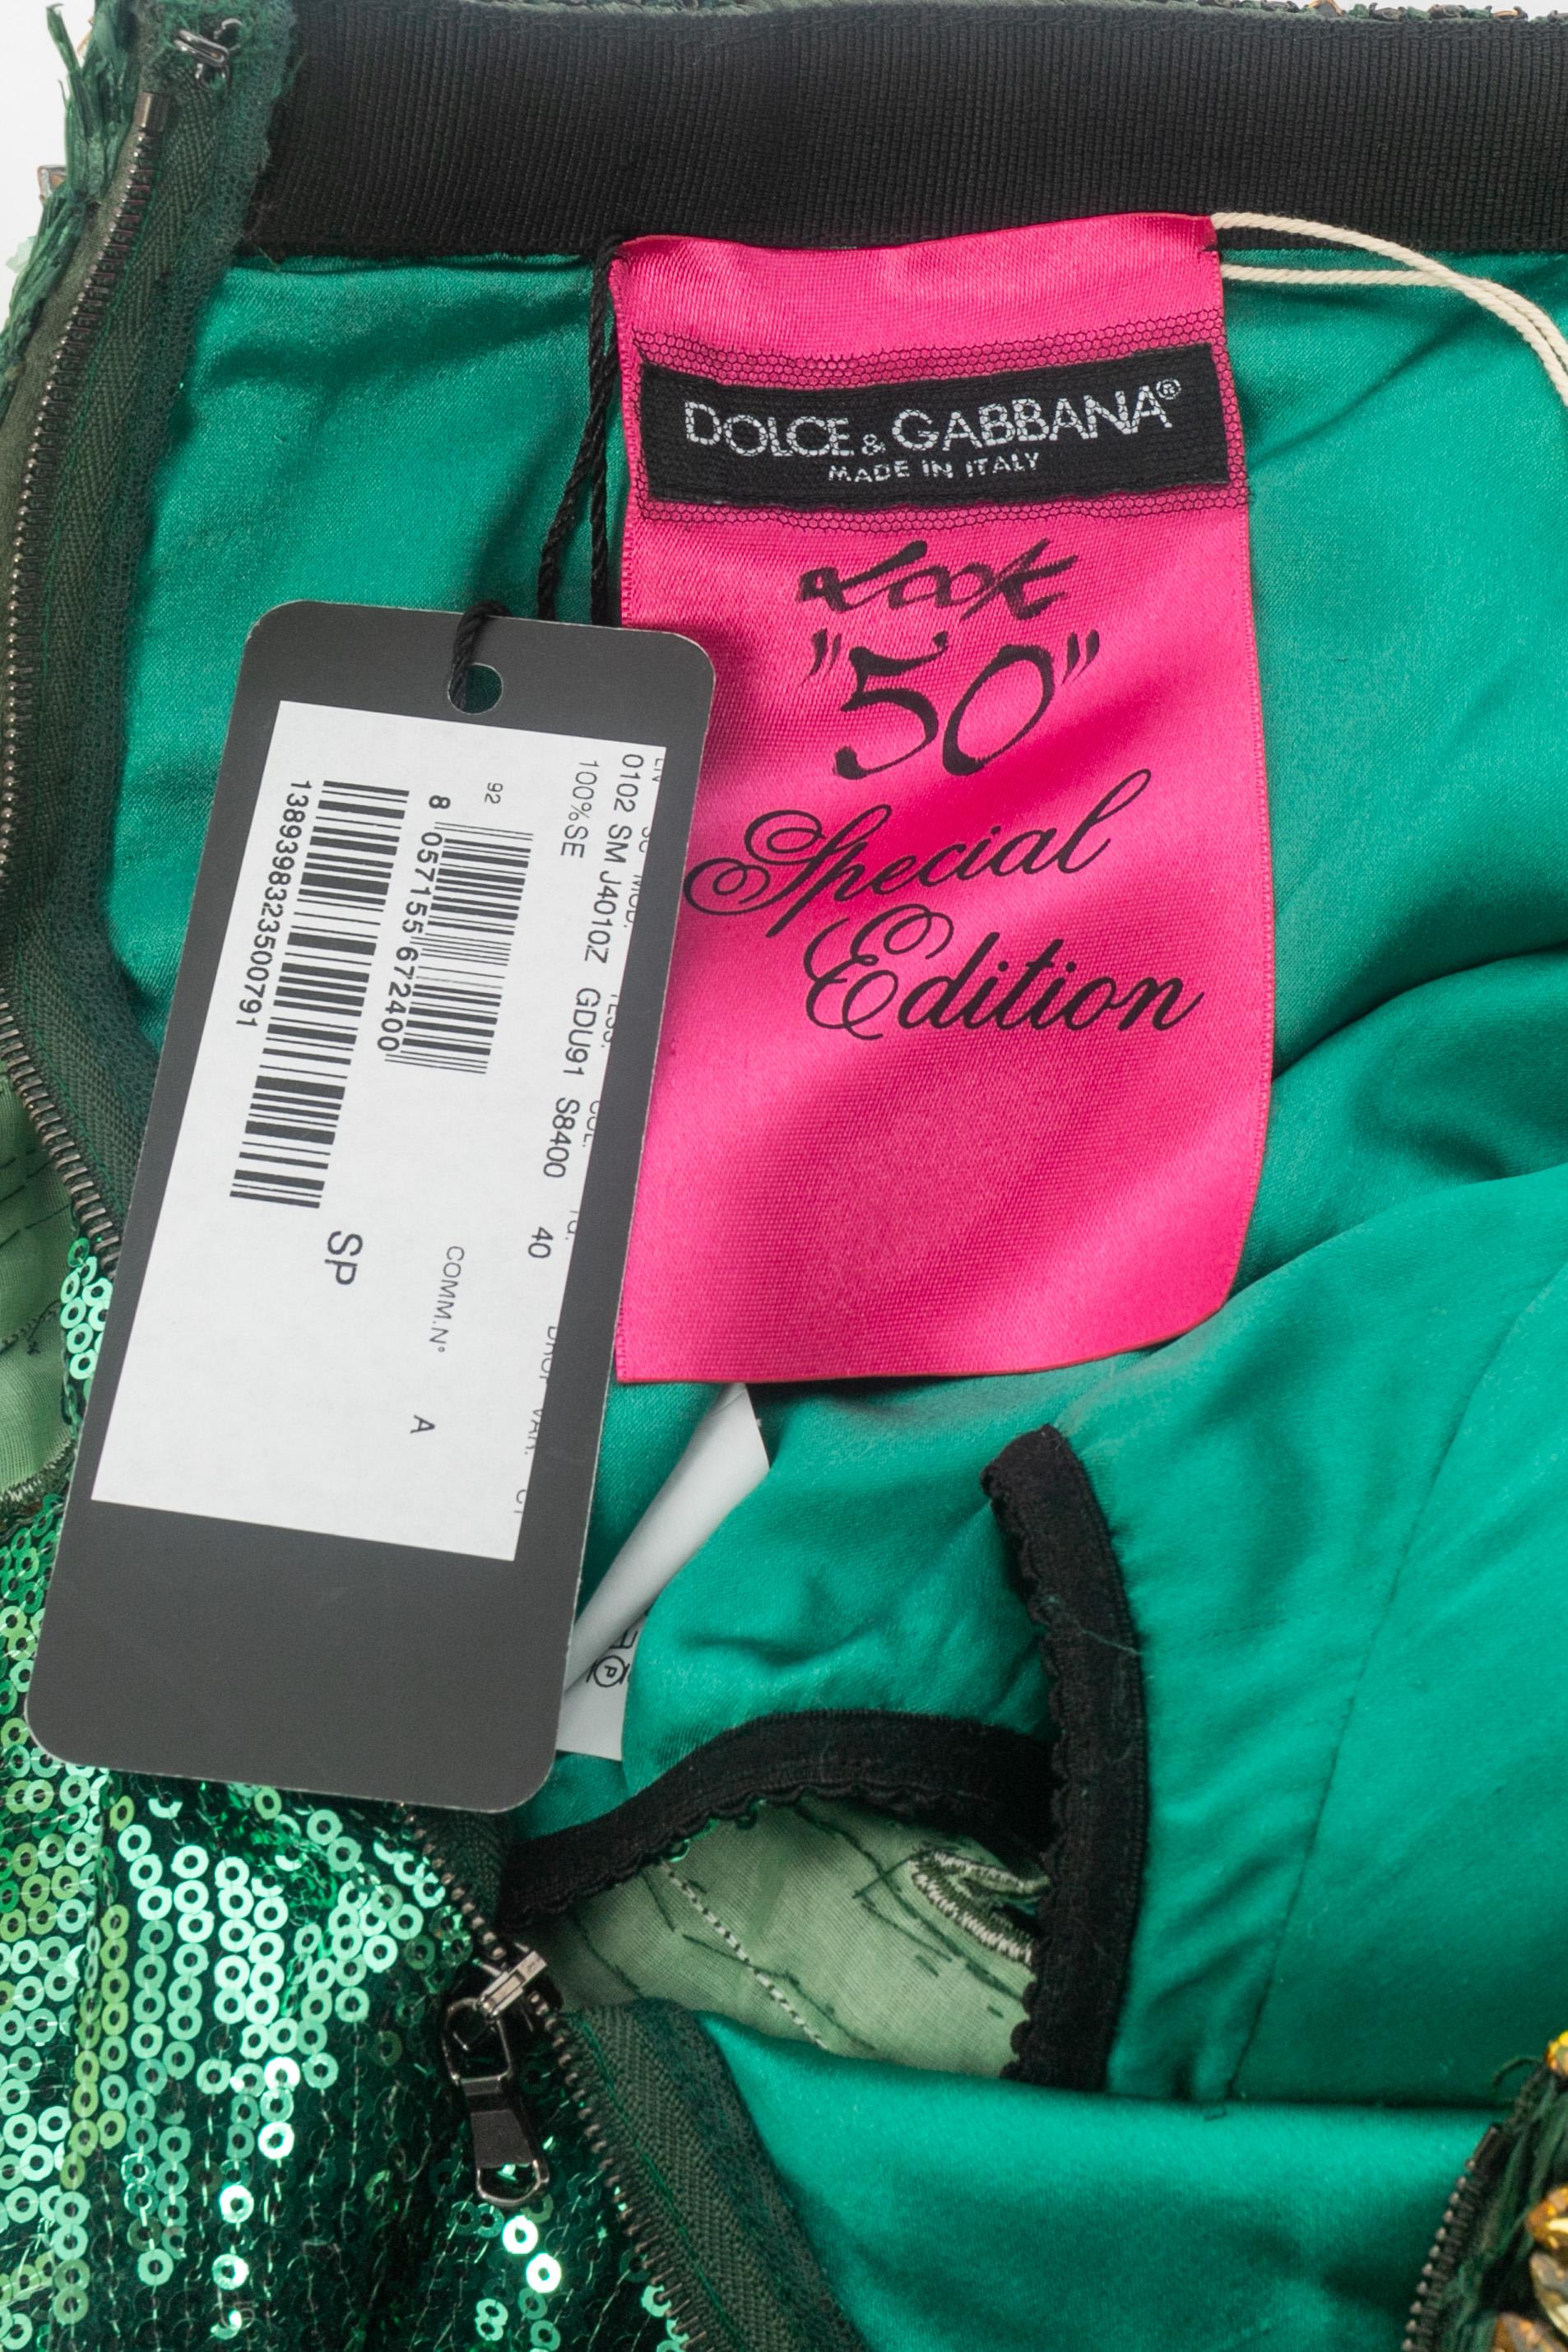 DOLCE & GABBANA®
MADE IN ITALY
Look
"50"
Special
Edition
0102 SM J4010Z GDU91 S8400 40
100%SE
92
COMM.N°
8 057155 672400
A
1389398323500791
SP